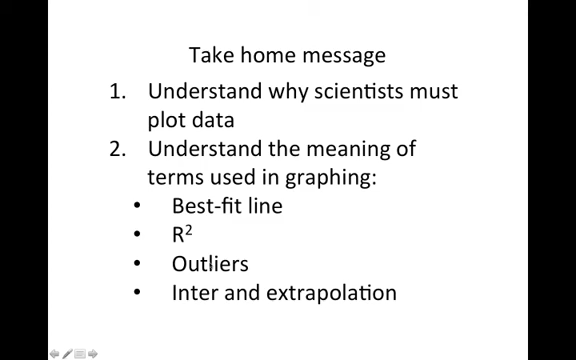 Take home message
1. Understand why scientists must
plot data
2. Understand the meaning of
terms used in graphing:
• Best-fit line
• R²
• Outliers
• Inter and extrapolation